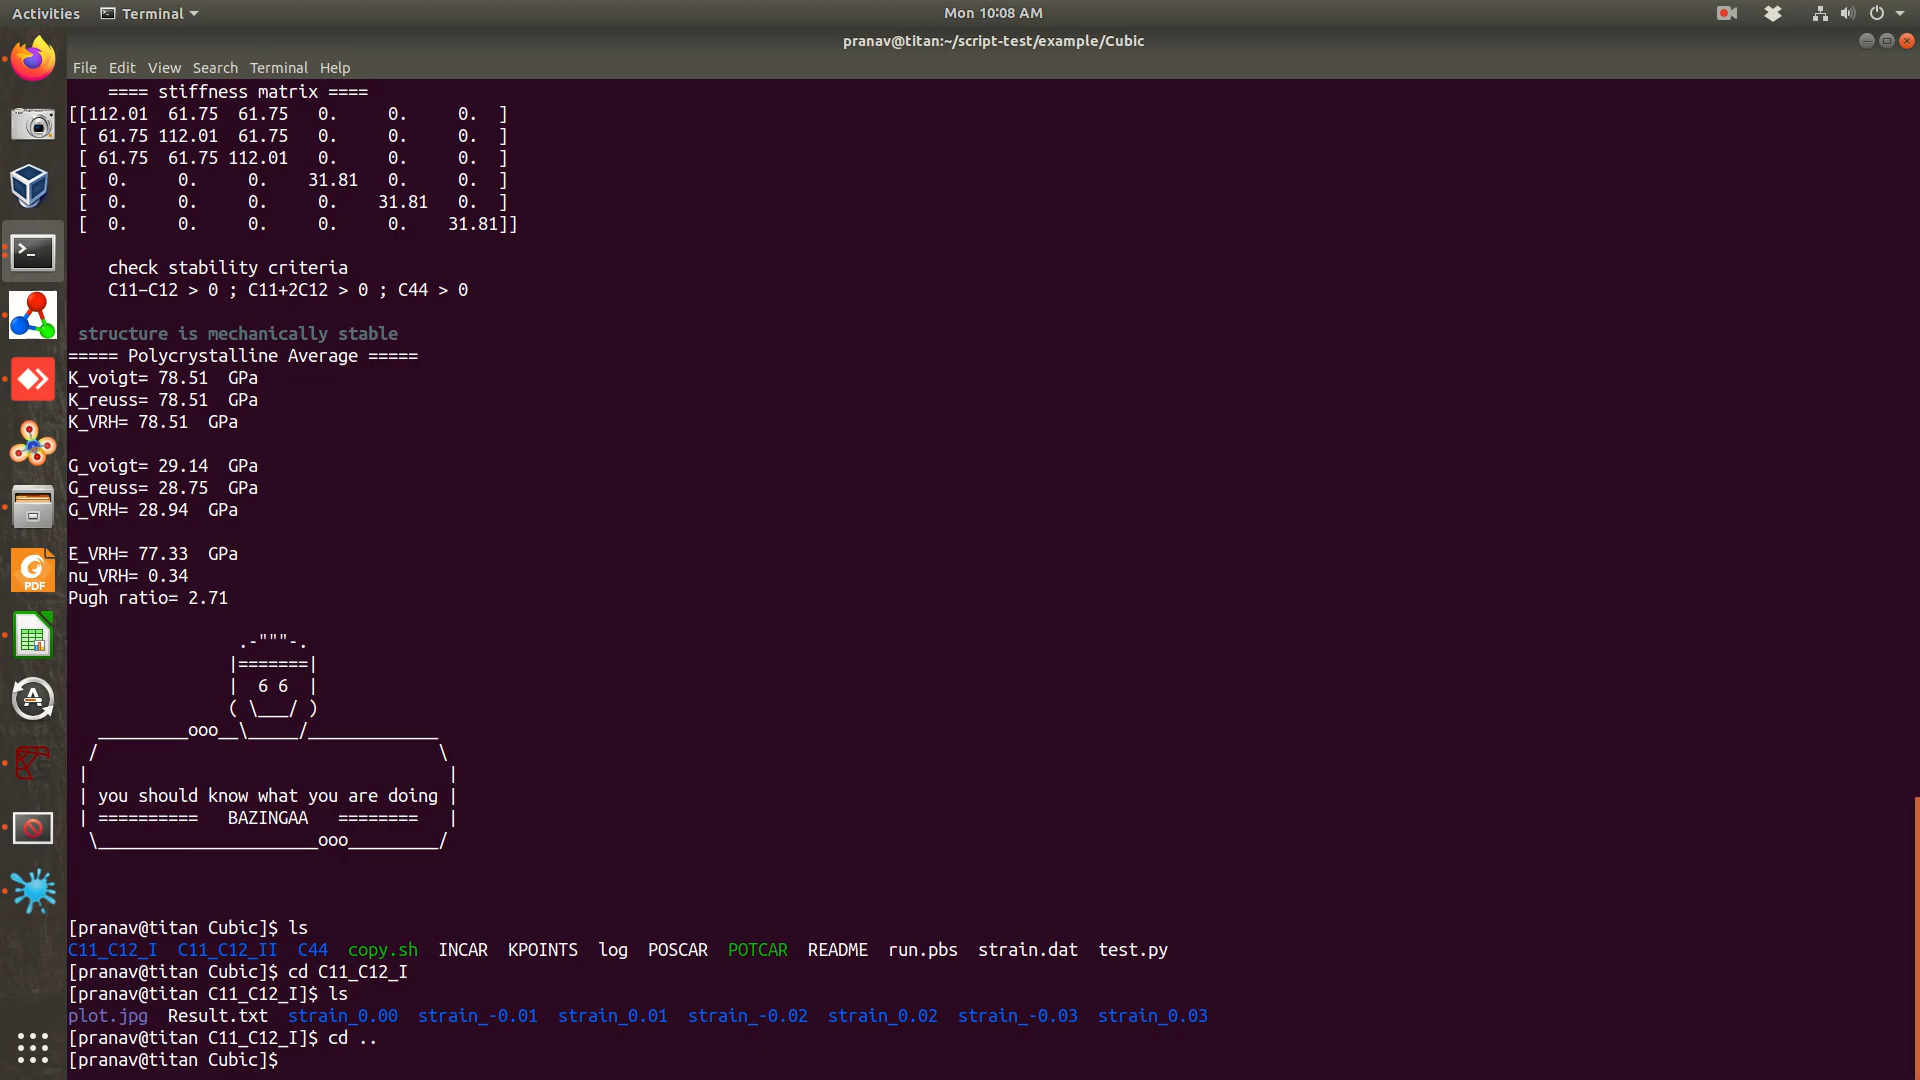 Activities Terminal Mon 10:08 AM
pranav@titan:~/script-test/example/Cubic
File Edit View Search Terminal Help
    ==== stiffness matrix ====
[[112.01  61.75  61.75   0.     0.     0.  ]
 [ 61.75 112.01  61.75   0.     0.     0.  ]
 [ 61.75  61.75 112.01   0.     0.     0.  ]
 [  0.     0.     0.    31.81   0.     0.  ]
 [  0.     0.     0.     0.    31.81   0.  ]
 [  0.     0.     0.     0.     0.    31.81]]
    check stability criteria
    C11-C12 > 0 ; C11+2C12 > 0 ; C44 > 0
 structure is mechanically stable
===== Polycrystalline Average =====
K_voigt= 78.51  GPa
K_reuss= 78.51  GPa
K_VRH= 78.51  GPa
G_voigt= 29.14  GPa
G_reuss= 28.75  GPa
G_VRH= 28.94  GPa
E_VRH= 77.33  GPa
nu_VRH= 0.34
Pugh ratio= 2.71
                 .-"""-.
                |=======|
                |  6 6  |
                ( \___/ )
   _________ooo__\_____/_____________
  /                                  \
 |                                    |
 | you should know what you are doing |
 | ==========   BAZINGAA   ========   |
  \______________________ooo_________/
[pranav@titan Cubic]$ ls
C11_C12_I  C11_C12_II  C44  copy.sh  INCAR  KPOINTS  log  POSCAR  POTCAR  README  run.pbs  strain.dat  test.py
[pranav@titan Cubic]$ cd C11_C12_I
[pranav@titan C11_C12_I]$ ls
plot.jpg  Result.txt  strain_0.00  strain_-0.01  strain_0.01  strain_-0.02  strain_0.02  strain_-0.03  strain_0.03
[pranav@titan C11_C12_I]$ cd ..
[pranav@titan Cubic]$
PDF